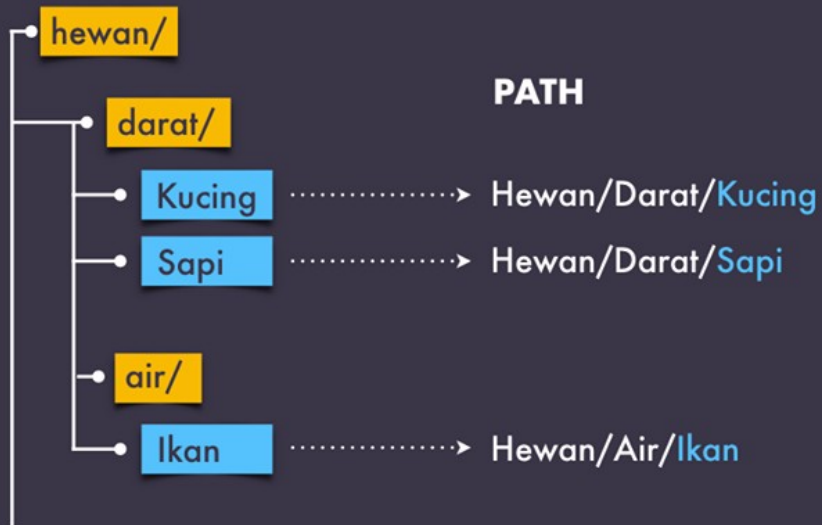 hewan/
PATH
darat/
Kucing Hewan/Darat/Kucing
Sapi Hewan/Darat/Sapi
air/
Ikan Hewan/Air/Ikan